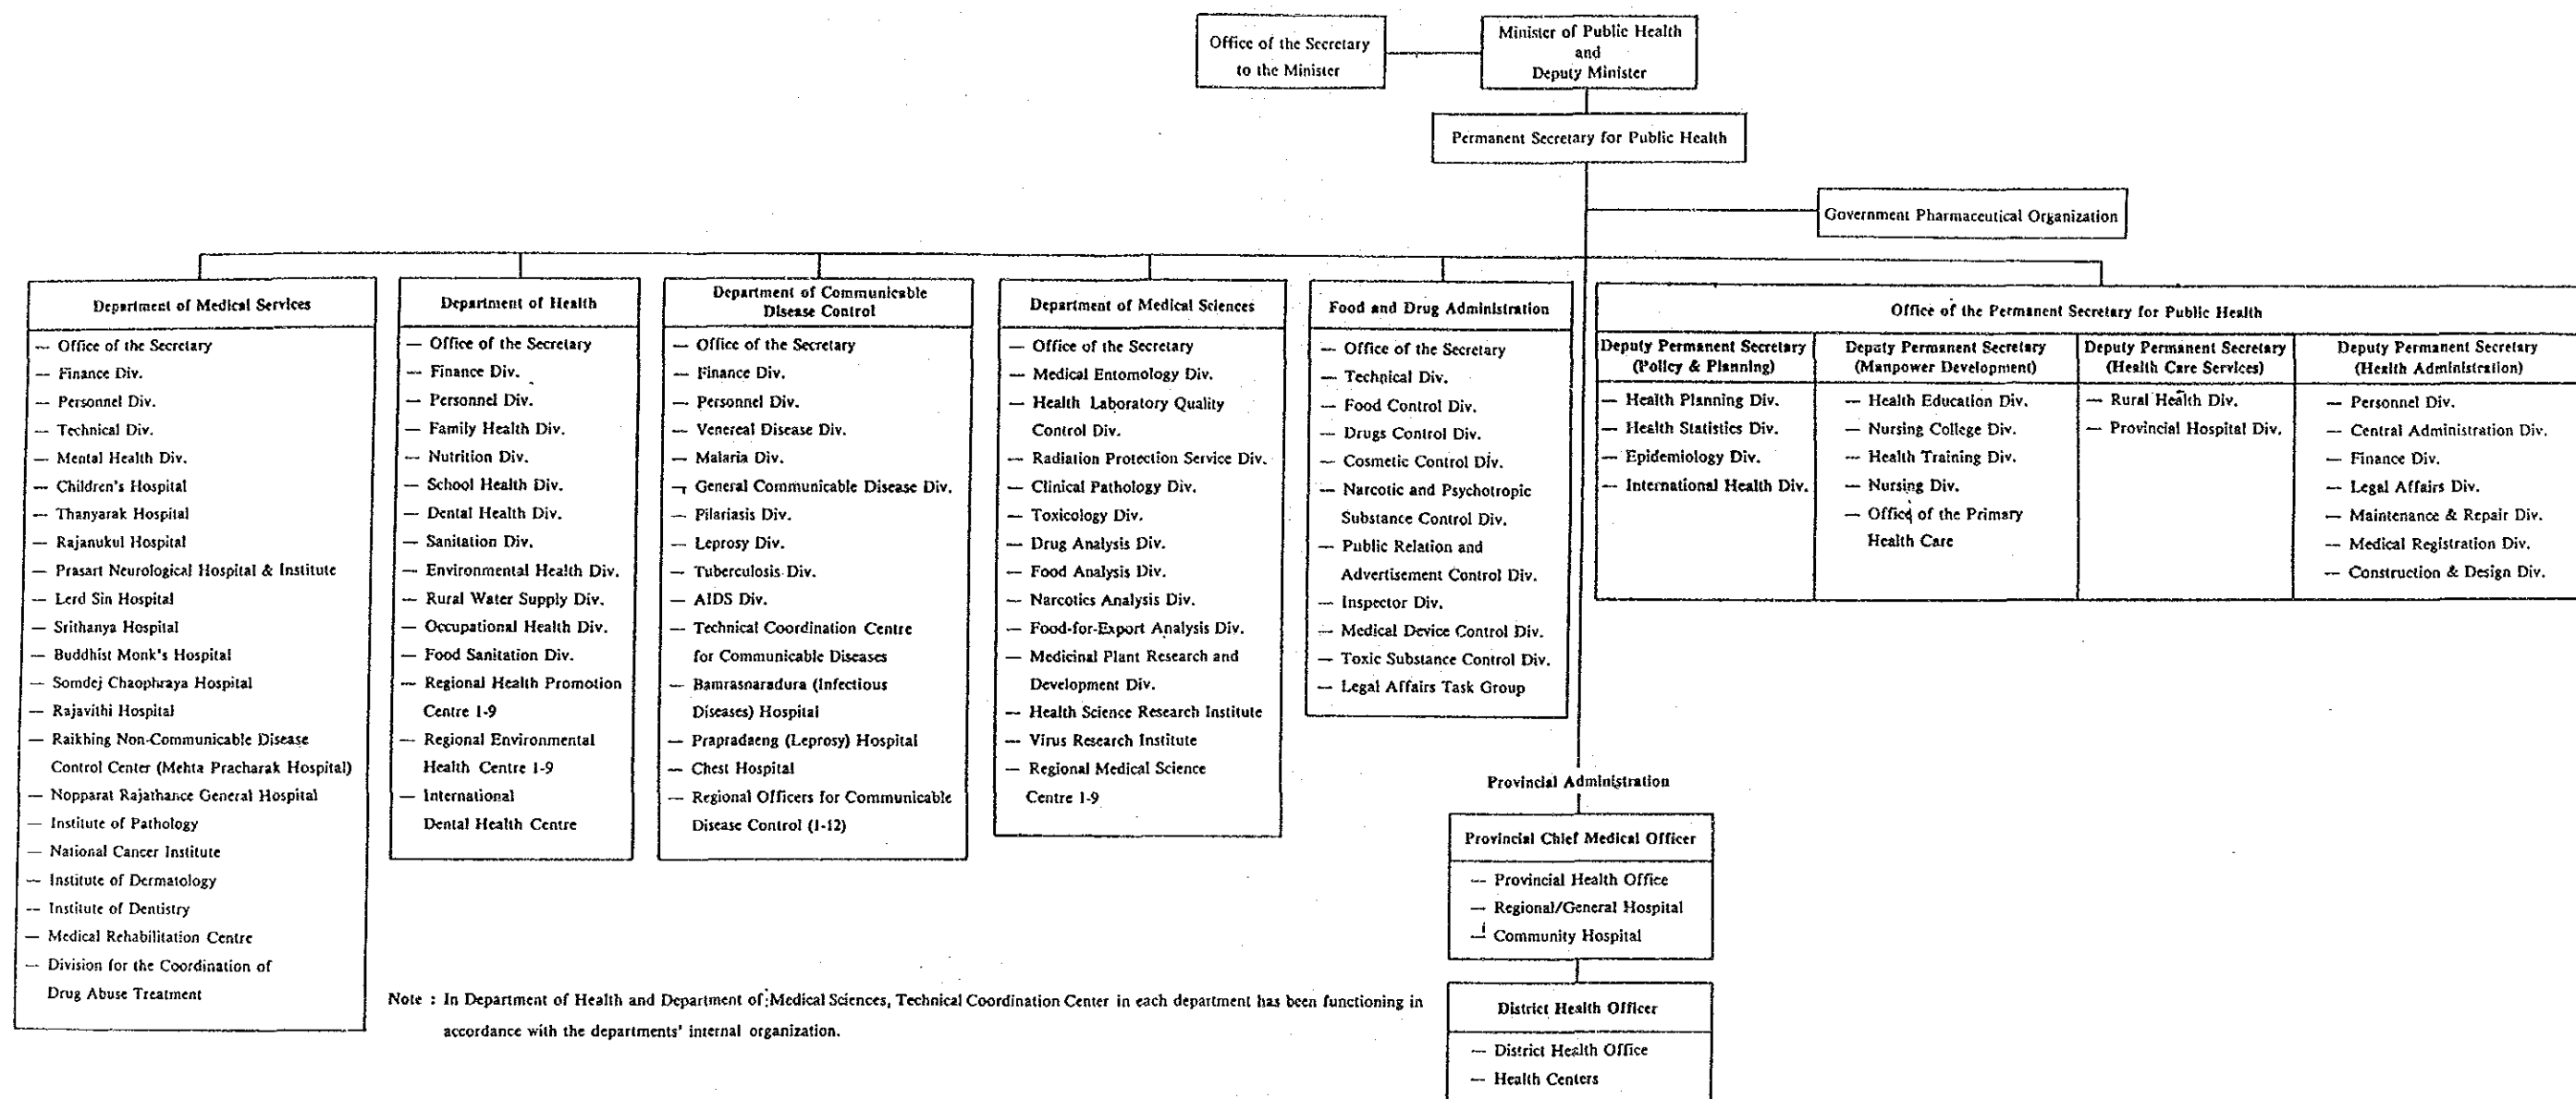 Office of the Secretary
to the Minister
Minister of Public Health
and
Deputy Minister
Permanent Secretary for Public Health
Government Pharmaceutical Organization
Department of Medical Services
— Office of the Secretary
— Finance Div.
— Personnel Div.
— Technical Div.
— Mental Health Div.
— Children's Hospital
— Thanyarak Hospital
— Rajanukul Hospital
— Prasart Neurological Hospital & Institute
— Lerd Sin Hospital
— Srithanya Hospital
— Buddhist Monk's Hospital
— Somdej Chaophraya Hospital
— Rajavithi Hospital
— Raikhing Non-Communicable Disease
Control Center (Mehta Pracharak Hospital)
— Nopparat Rajathance General Hospital
— Institute of Pathology
— National Cancer Institute
— Institute of Dermatology
— Institute of Dentistry
— Medical Rehabilitation Centre
— Division for the Coordination of
Drug Abuse Treatment
Department of Health
— Office of the Secretary
— Finance Div.
— Personnel Div.
— Family Health Div.
— Nutrition Div.
— School Health Div.
— Dental Health Div.
— Sanitation Div.
— Environmental Health Div.
— Rural Water Supply Div.
— Occupational Health Div.
— Food Sanitation Div.
— Regional Health Promotion
Centre 1-9
— Regional Environmental
Health Centre 1-9
— International
Dental Health Centre
Department of Communicable
Disease Control
— Office of the Secretary
— Finance Div.
— Personnel Div.
— Venereal Disease Div.
— Malaria Div.
— General Communicable Disease Div.
— Pilariasis Div.
— Leprosy Div.
— Tuberculosis Div.
— AIDS Div.
— Technical Coordination Centre
for Communicable Diseases
— Bamrasnaradura (Infectious
Diseases) Hospital
— Prapradaeng (Leprosy) Hospital
— Chest Hospital
— Regional Officers for Communicable
Disease Control (1-12)
Department of Medical Sciences
— Office of the Secretary
— Medical Entomology Div.
— Health Laboratory Quality
Control Div.
— Radiation Protection Service Div.
— Clinical Pathology Div.
— Toxicology Div.
— Drug Analysis Div.
— Food Analysis Div.
— Narcotics Analysis Div.
— Food-for-Export Analysis Div.
— Medicinal Plant Research and
Development Div.
— Health Science Research Institute
— Virus Research Institute
— Regional Medical Science
Centre 1-9
Food and Drug Administration
— Office of the Secretary
— Technical Div.
— Food Control Div.
— Drugs Control Div.
— Cosmetic Control Div.
— Narcotic and Psychotropic
Substance Control Div.
— Public Relation and
Advertisement Control Div.
— Inspector Div.
— Medical Device Control Div.
— Toxic Substance Control Div.
— Legal Affairs Task Group
Office of the Permanent Secretary for Public Health
Deputy Permanent Secretary
(Policy & Planning)
— Health Planning Div.
— Health Statistics Div.
— Epidemiology Div.
— International Health Div.
Deputy Permanent Secretary
(Manpower Development)
— Health Education Div.
— Nursing College Div.
— Health Training Div.
— Nursing Div.
— Office of the Primary
Health Care
Deputy Permanent Secretary
(Health Care Services)
— Rural Health Div.
— Provincial Hospital Div.
Deputy Permanent Secretary
(Health Administration)
— Personnel Div.
— Central Administration Div.
— Finance Div.
— Legal Affairs Div.
— Maintenance & Repair Div.
— Medical Registration Div.
— Construction & Design Div.
Provincial Administration
Provincial Chief Medical Officer
— Provincial Health Office
— Regional/General Hospital
— Community Hospital
District Health Officer
— District Health Office
— Health Centers
Note : In Department of Health and Department of Medical Sciences, Technical Coordination Center in each department has been functioning in
accordance with the departments' internal organization.